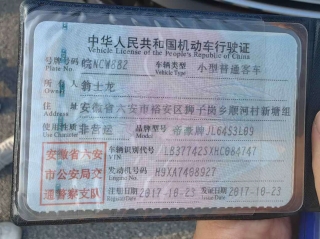 中华人民共和国机动车行驶证
Vehicle License of the People's Republic of China
号牌号码 皖NCW882 车辆类型 小型普通客车
Plate No. Vehicle Type
所有人 翁士龙
Owner
住址 安徽省六安市裕安区狮子岗乡顺河村新塘组
Address
使用性质 非营运 品牌型号 帝豪牌JL6453L09
Use Character Model
安徽省六安 车辆识别代号 LB37742SXHC064747
VIN
市公安局交 发动机号码 H9XA7408927
Engine No.
通警察支队 注册日期 2017-10-23 发证日期 2017-10-23
Register Date Issue Date